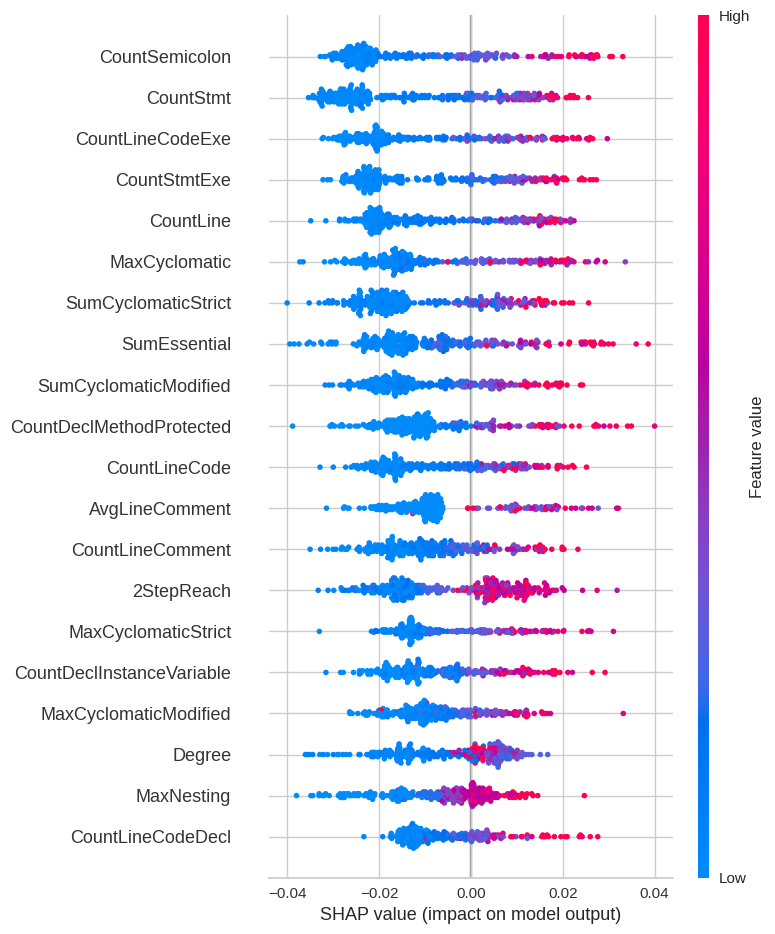 High
CountSemicolon
CountStmt
CountLineCodeExe
CountStmtExe
CountLine
MaxCyclomatic
SumCyclomaticStrict
SumEssential
SumCyclomaticModified
CountDeclMethodProtected
CountLineCode
AvgLineComment
CountLineComment
2StepReach
MaxCyclomaticStrict
CountDeclInstanceVariable
MaxCyclomaticModified
Degree
MaxNesting
CountLineCodeDecl
Feature value
Low
−0.04 −0.02 0.00 0.02 0.04
SHAP value (impact on model output)